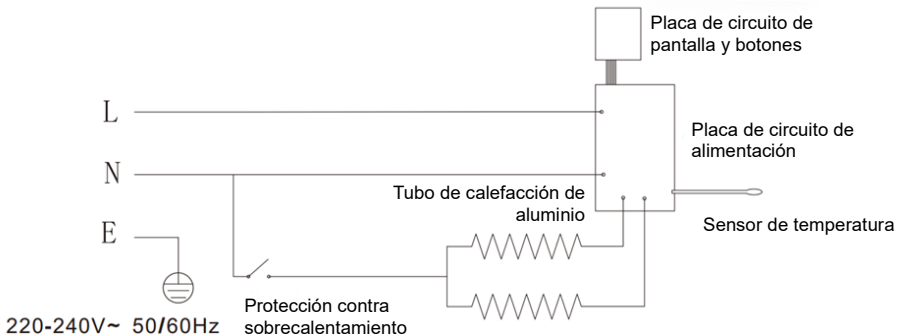 Placa de circuito de
pantalla y botones
L
Placa de circuito de
alimentación
N
Tubo de calefacción de
aluminio
Sensor de temperatura
E
Protección contra
sobrecalentamiento
220-240V~ 50/60Hz